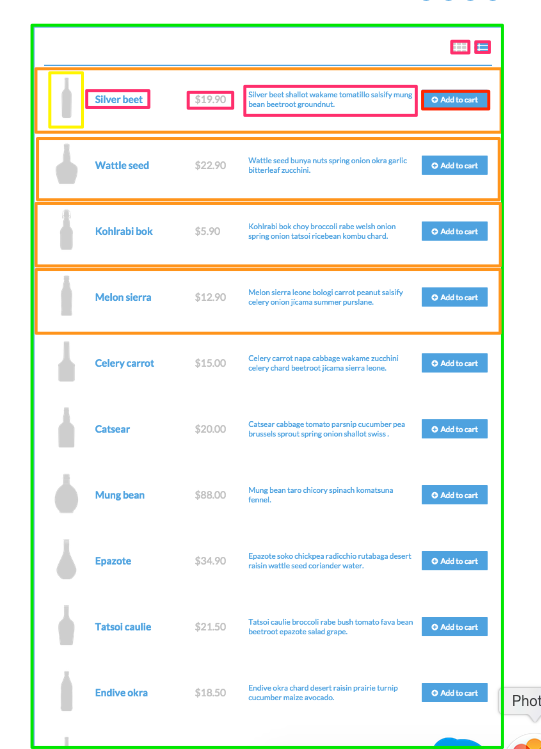 Silver beet $19.90 Silver beet shallot wakame tomatillo salsify mung
bean beetroot groundnut.
Add to cart
Wattle seed $22.90 Wattle seed bunya nuts spring onion okra garlic
bitterleaf zucchini.
Add to cart
Kohlrabi bok $5.90 Kohlrabi bok choy broccoli rabe welsh onion
spring onion tatsoi ricebean kombu chard.
Add to cart
Melon sierra $12.90 Melon sierra leone bologi carrot peanut salsify
celery onion jicama summer purslane.
Add to cart
Celery carrot $15.00 Celery carrot napa cabbage wakame zucchini
celery chard beetroot jicama sierra leone.
Add to cart
Catsear $20.00 Catsear cabbage tomato parsnip cucumber pea
brussels sprout spring onion shallot swiss .
Add to cart
Mung bean $88.00 Mung bean taro chicory spinach komatsuna
fennel.
Add to cart
Epazote $34.90 Epazote soko chickpea radicchio rutabaga desert
raisin wattle seed coriander water.
Add to cart
Tatsoi caulie $21.50 Tatsoi caulie broccoli rabe bush tomato fava bean
beetroot epazote salad grape.
Add to cart
Endive okra $18.50 Endive okra chard desert raisin prairie turnip
cucumber maize avocado.
Add to cart
Phot